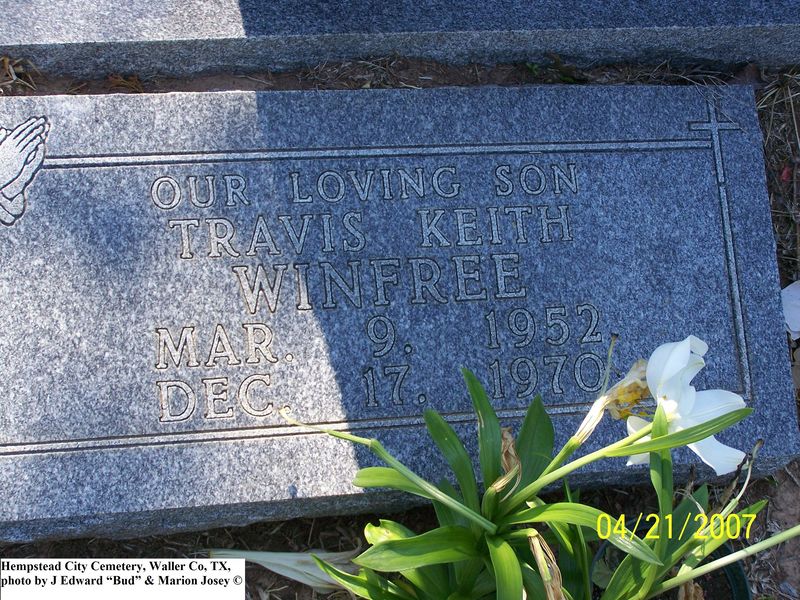 OUR LOVING SON
TRAVIS KEITH
WINFREE
MAR. 9. 1952
DEC. 17. 1970
04/21/2007
Hempstead City Cemetery, Waller Co, TX,
photo by J Edward “Bud” & Marion Josey ©